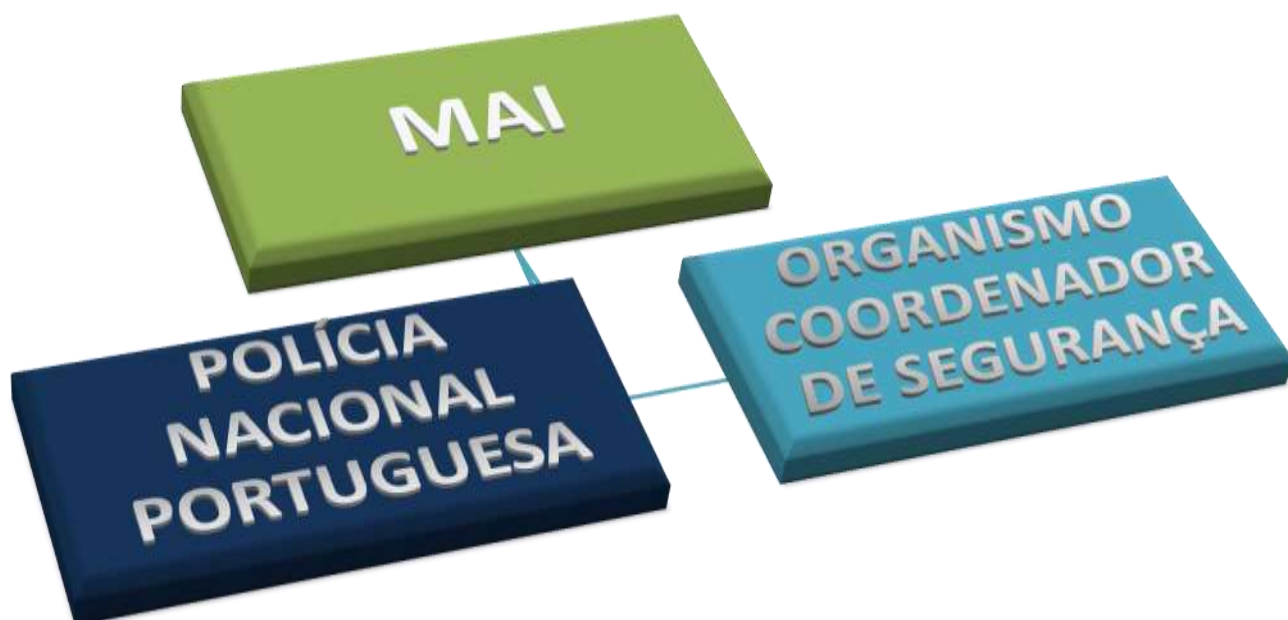 MAI
POLÍCIA
NACIONAL
PORTUGUESA
ORGANISMO
COORDENADOR
DE SEGURANÇA